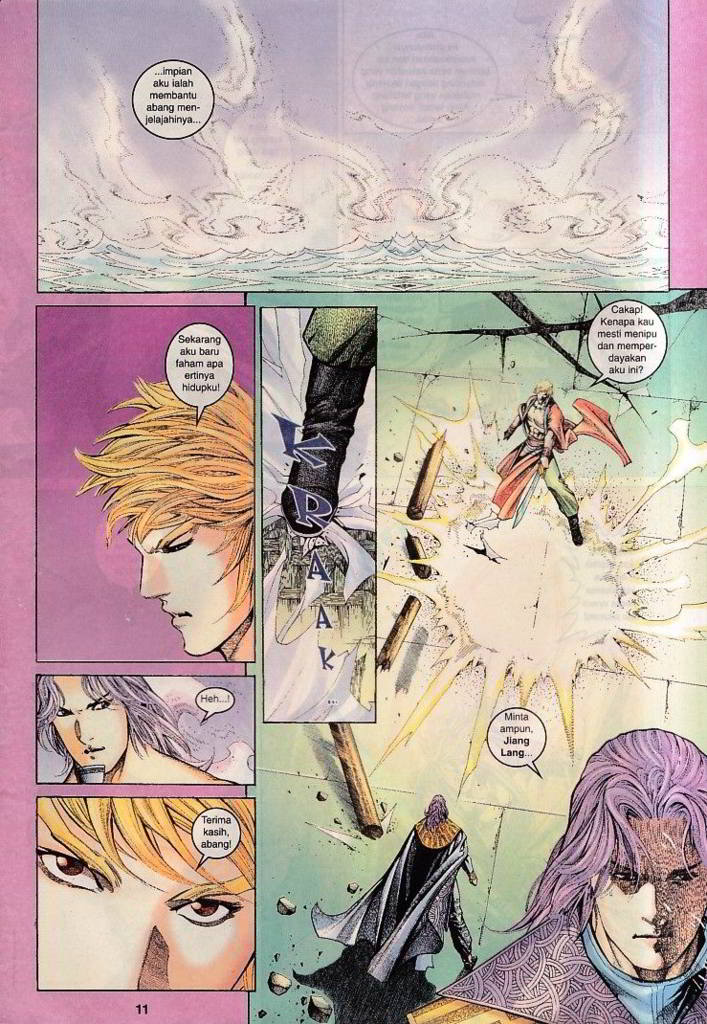 ...impian
aku ialah
membantu
abang men-
jelajahinya...
Sekarang
aku baru
faham apa
ertinya
hidupku!
KRAAK
Cakap!
Kenapa kau
mesti menipu
dan memper-
dayakan
aku ini?
Heh...!
Terima
kasih,
abang!
Minta
ampun,
Jiang
Lang...
11